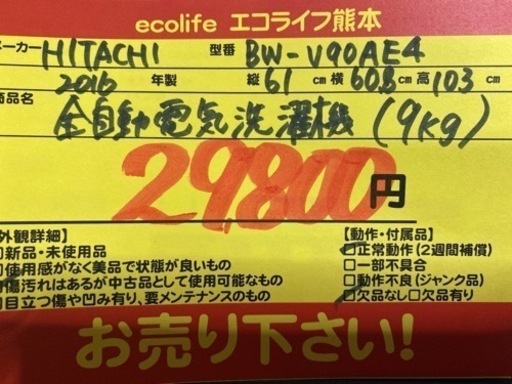 ecolife エコライフ熊本
ーカー HITACHI 型番 BW-V90AE4
2016 年製 縦 61 cm 横 60.8 cm 高 103 cm
商品名 全自動電気洗濯機 (9kg)
29,800 円
外観詳細】 【動作・付属品】
□新品・未使用品 □正常動作(2週間補償)
使用感がなく美品で状態が良いもの □一部不具合
傷汚れはあるが中古品として使用可能なもの □動作不良(ジャンク品)
目立つ傷や凹み有り、要メンテナンスのもの □欠品なし□欠品有り
お売り下さい!